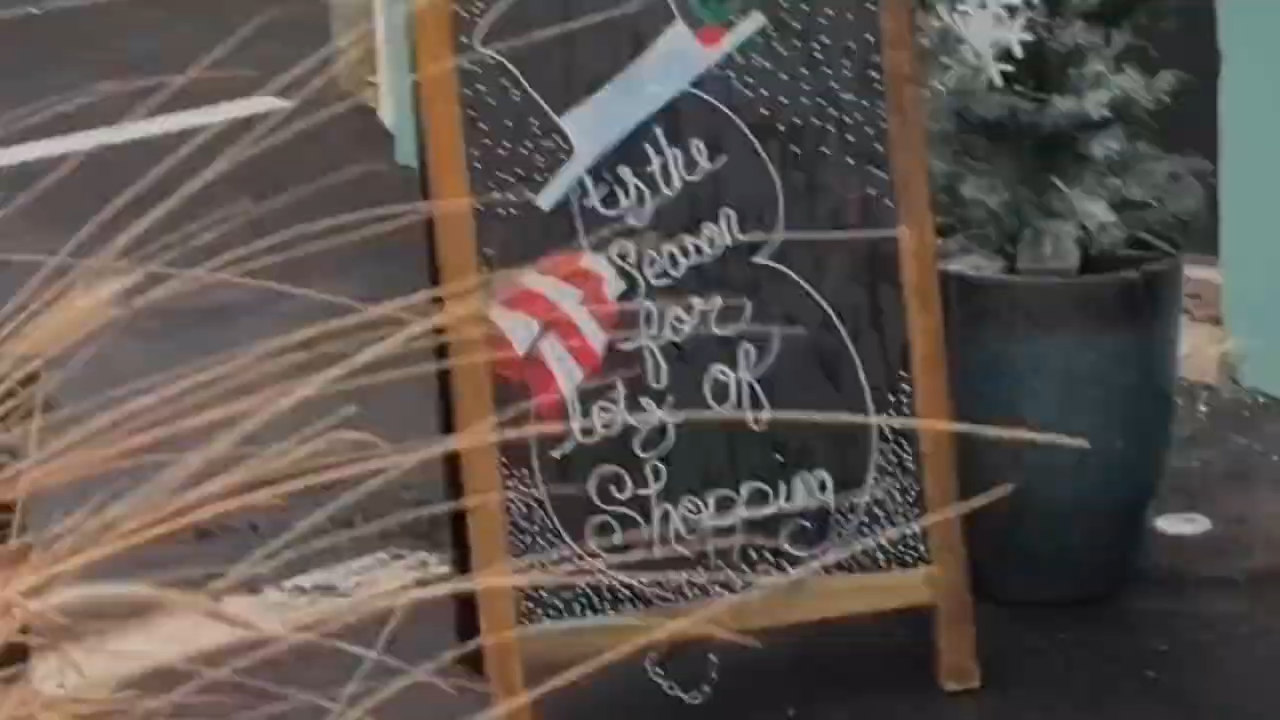 tis the
Season
for
lots of
Shopping